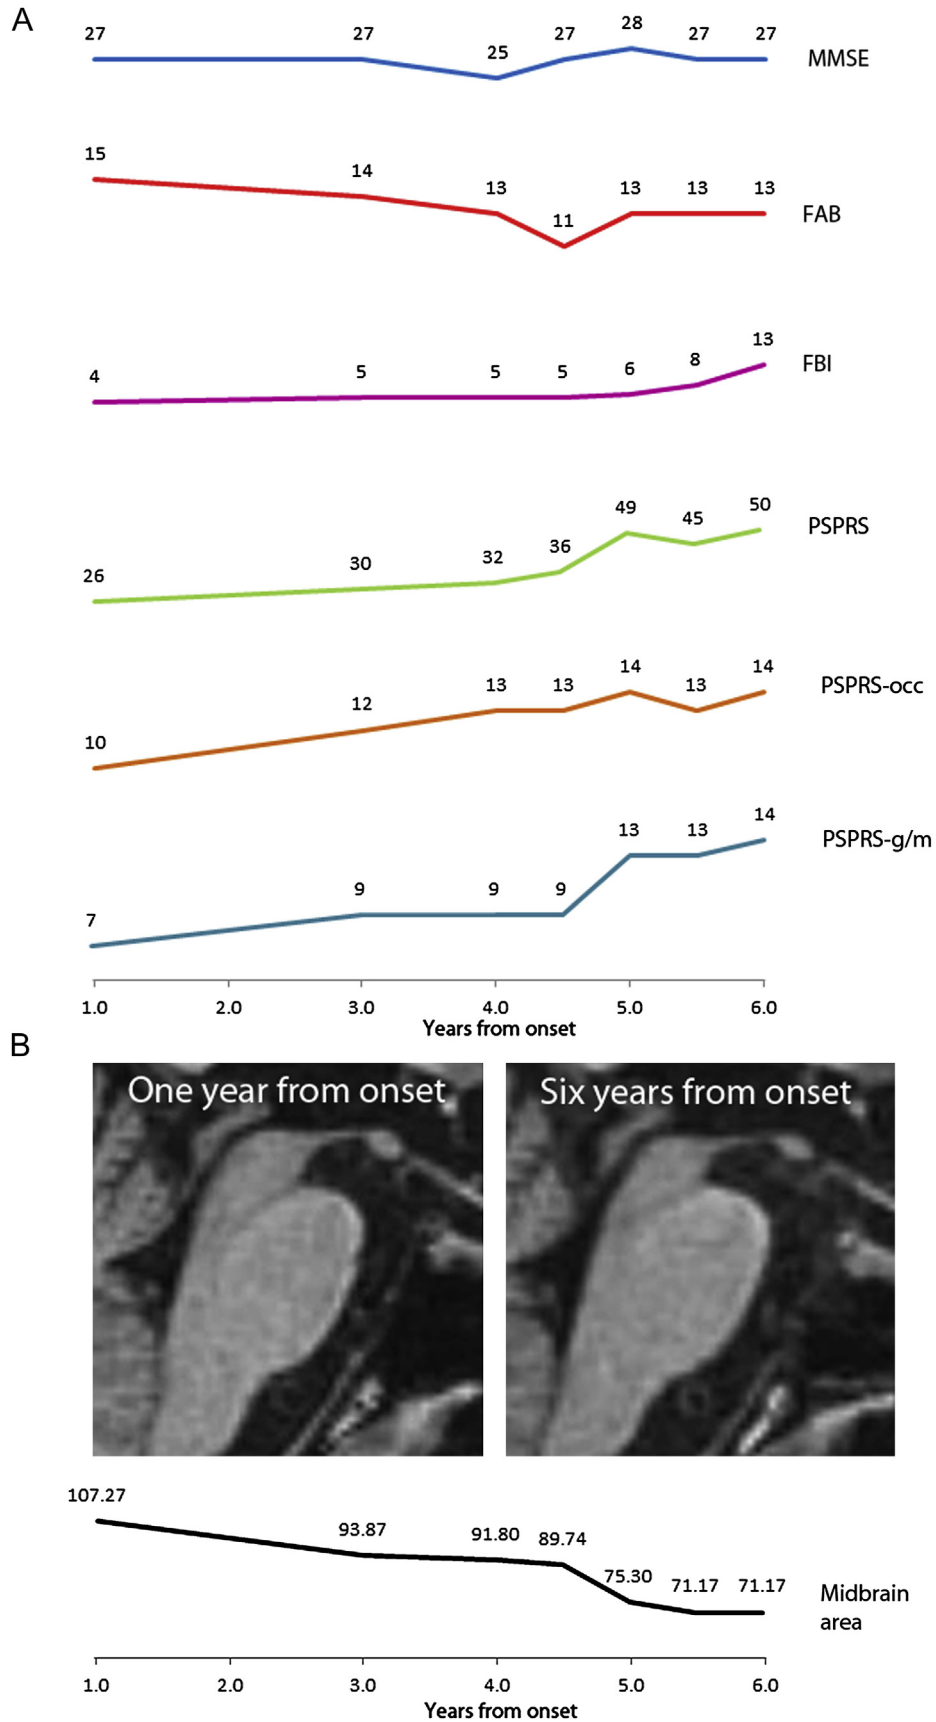 A
27 27 25 27 28 27 27
MMSE
15 14 13 11 13 13 13
FAB
4 5 5 5 6 8 13
FBI
26 30 32 36 49 45 50
PSPRS
10 12 13 13 14 13 14
PSPRS-occ
7 9 9 9 13 13 14
PSPRS-g/m
1.0 2.0 3.0 4.0 5.0 6.0
Years from onset
B
One year from onset
Six years from onset
107.27 93.87 91.80 89.74 75.30 71.17 71.17
Midbrain
area
1.0 2.0 3.0 4.0 5.0 6.0
Years from onset